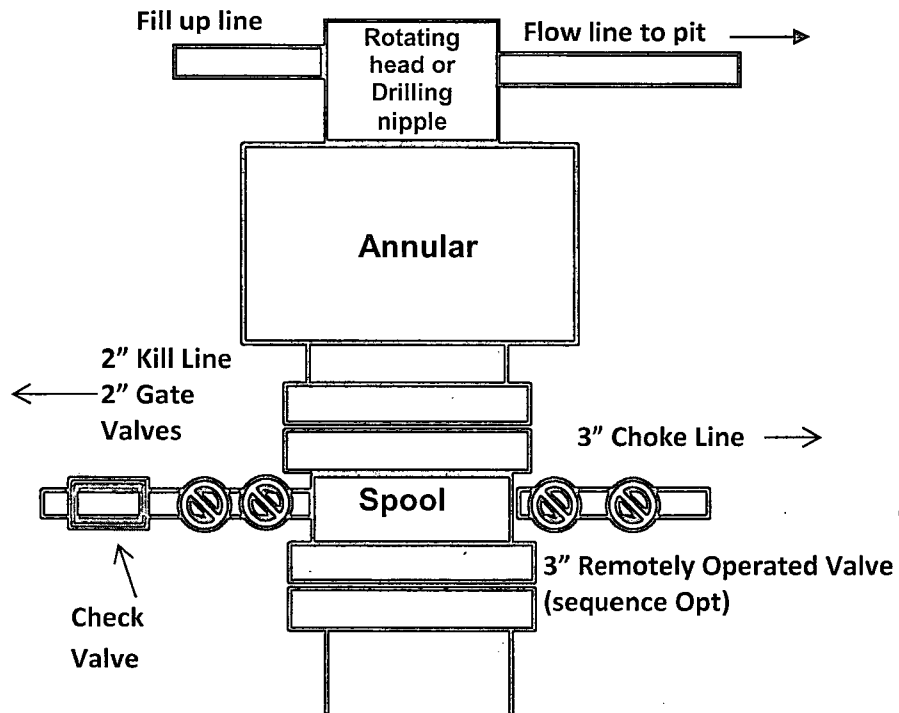 Fill up line
Rotating
head or
Drilling
nipple
Flow line to pit
Annular
2” Kill Line
2” Gate
Valves
3” Choke Line
Spool
3” Remotely Operated Valve
(sequence Opt)
Check
Valve